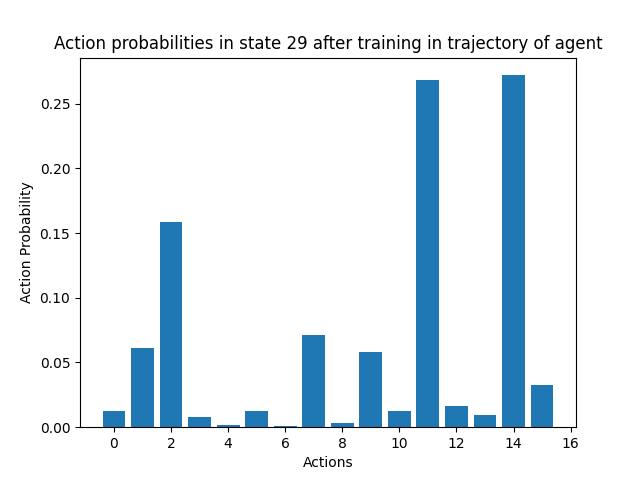 Action probabilities in state 29 after training in trajectory of agent
0.25
0.20
0.15
0.10
0.05
0.00
Action Probability
0 2 4 6 8 10 12 14 16
Actions